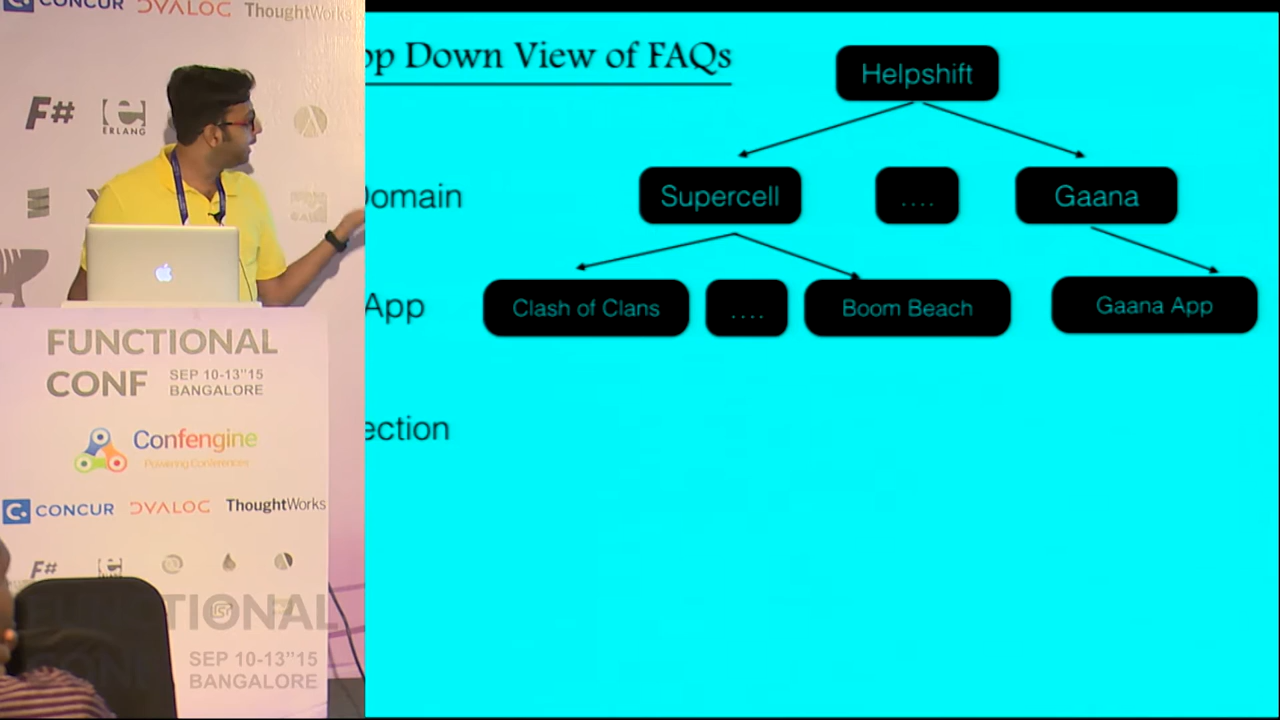 CONCUR DVALOC ThoughtWorks
F#
ERLANG
FUNCTIONAL
CONF SEP 10-13"15
BANGALORE
Confengine
Powering Conferences
CONCUR DVALOC ThoughtWorks
F#
FUNCTIONAL
SEP 10-13"15
BANGALORE
op Down View of FAQs
Helpshift
Domain
Supercell
....
Gaana
App
Clash of Clans
....
Boom Beach
Gaana App
ection